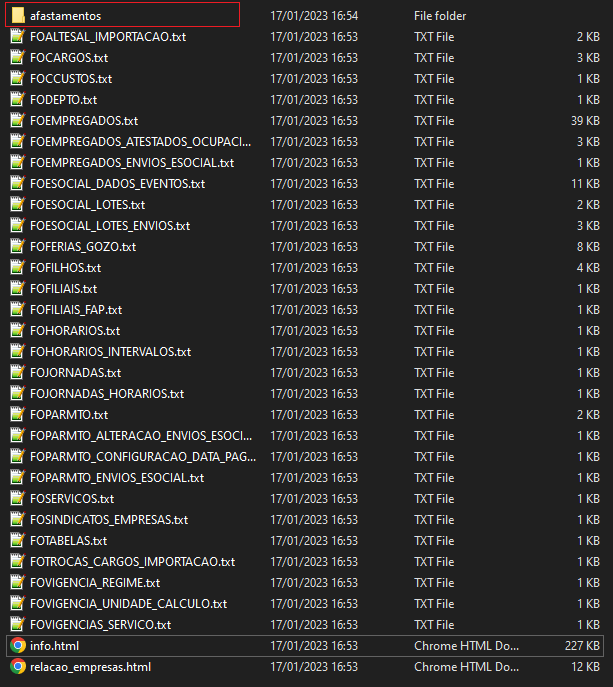 afastamentos 17/01/2023 16:54 File folder
FOALTESAL_IMPORTACAO.txt 17/01/2023 16:53 TXT File 2 KB
FOCARGOS.txt 17/01/2023 16:53 TXT File 3 KB
FOCCUSTOS.txt 17/01/2023 16:53 TXT File 1 KB
FODEPTO.txt 17/01/2023 16:53 TXT File 1 KB
FOEMPREGADOS.txt 17/01/2023 16:53 TXT File 39 KB
FOEMPREGADOS_ATESTADOS_OCUPACI... 17/01/2023 16:53 TXT File 3 KB
FOEMPREGADOS_ENVIOS_ESOCIAL.txt 17/01/2023 16:53 TXT File 1 KB
FOESOCIAL_DADOS_EVENTOS.txt 17/01/2023 16:53 TXT File 11 KB
FOESOCIAL_LOTES.txt 17/01/2023 16:53 TXT File 2 KB
FOESOCIAL_LOTES_ENVIOS.txt 17/01/2023 16:53 TXT File 3 KB
FOFERIAS_GOZO.txt 17/01/2023 16:53 TXT File 8 KB
FOFILHOS.txt 17/01/2023 16:53 TXT File 4 KB
FOFILIAIS.txt 17/01/2023 16:53 TXT File 1 KB
FOFILIAIS_FAP.txt 17/01/2023 16:53 TXT File 1 KB
FOHORARIOS.txt 17/01/2023 16:53 TXT File 1 KB
FOHORARIOS_INTERVALOS.txt 17/01/2023 16:53 TXT File 1 KB
FOJORNADAS.txt 17/01/2023 16:53 TXT File 1 KB
FOJORNADAS_HORARIOS.txt 17/01/2023 16:53 TXT File 1 KB
FOPARMTO.txt 17/01/2023 16:53 TXT File 2 KB
FOPARMTO_ALTERACAO_ENVIOS_ESOCI... 17/01/2023 16:53 TXT File 1 KB
FOPARMTO_CONFIGURACAO_DATA_PAG... 17/01/2023 16:53 TXT File 1 KB
FOPARMTO_ENVIOS_ESOCIAL.txt 17/01/2023 16:53 TXT File 1 KB
FOSERVICOS.txt 17/01/2023 16:53 TXT File 1 KB
FOSINDICATOS_EMPRESAS.txt 17/01/2023 16:53 TXT File 1 KB
FOTABELAS.txt 17/01/2023 16:53 TXT File 1 KB
FOTROCAS_CARGOS_IMPORTACAO.txt 17/01/2023 16:53 TXT File 1 KB
FOVIGENCIA_REGIME.txt 17/01/2023 16:53 TXT File 1 KB
FOVIGENCIA_UNIDADE_CALCULO.txt 17/01/2023 16:53 TXT File 1 KB
FOVIGENCIAS_SERVICO.txt 17/01/2023 16:53 TXT File 1 KB
info.html 17/01/2023 16:53 Chrome HTML Do... 227 KB
relacao_empresas.html 17/01/2023 16:53 Chrome HTML Do... 12 KB